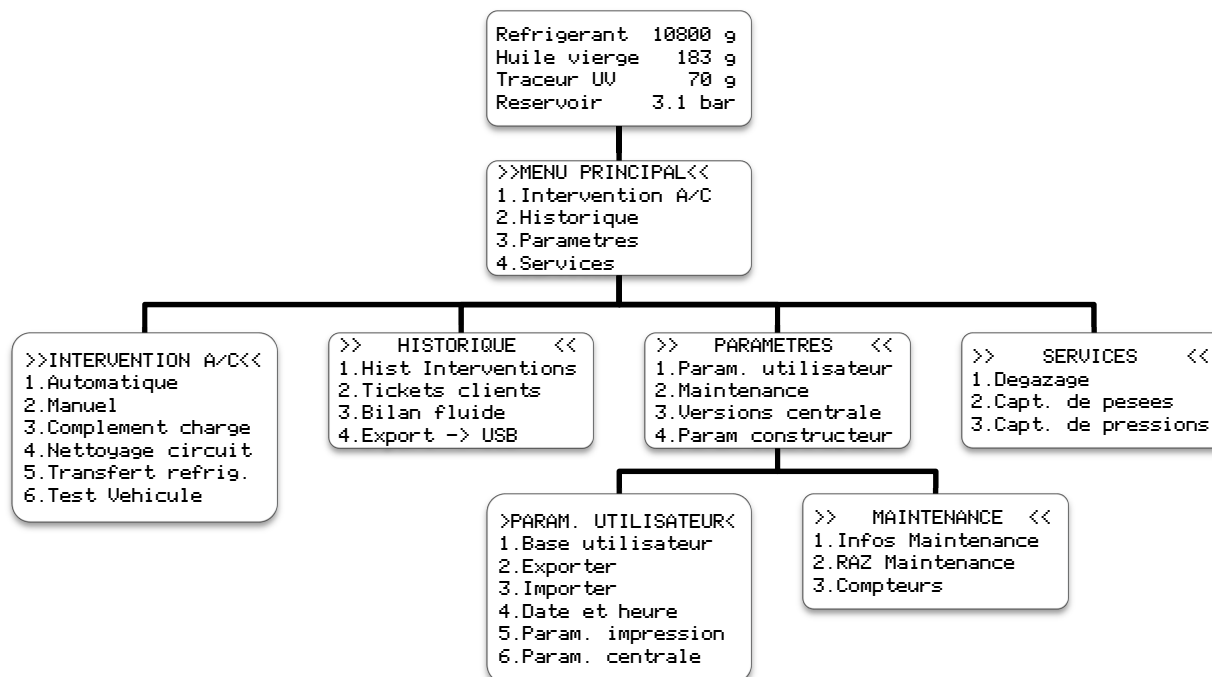 Refrigerant 10800 g
Huile vierge 183 g
Traceur UV 70 g
Reservoir 3.1 bar
>>MENU PRINCIPAL<<
1.Intervention A/C
2.Historique
3.Parametres
4.Services
>>INTERVENTION A/C<<
1.Automatique
2.Manuel
3.Complement charge
4.Nettoyage circuit
5.Transfert refrig.
6.Test Vehicule
>> HISTORIQUE <<
1.Hist Interventions
2.Tickets clients
3.Bilan fluide
4.Export -> USB
>> PARAMETRES <<
1.Param. utilisateur
2.Maintenance
3.Versions centrale
4.Param constructeur
>> SERVICES <<
1.Degazage
2.Capt. de pesees
3.Capt. de pressions
>PARAM. UTILISATEUR<
1.Base utilisateur
2.Exporter
3.Importer
4.Date et heure
5.Param. impression
6.Param. centrale
>> MAINTENANCE <<
1.Infos Maintenance
2.RAZ Maintenance
3.Compteurs